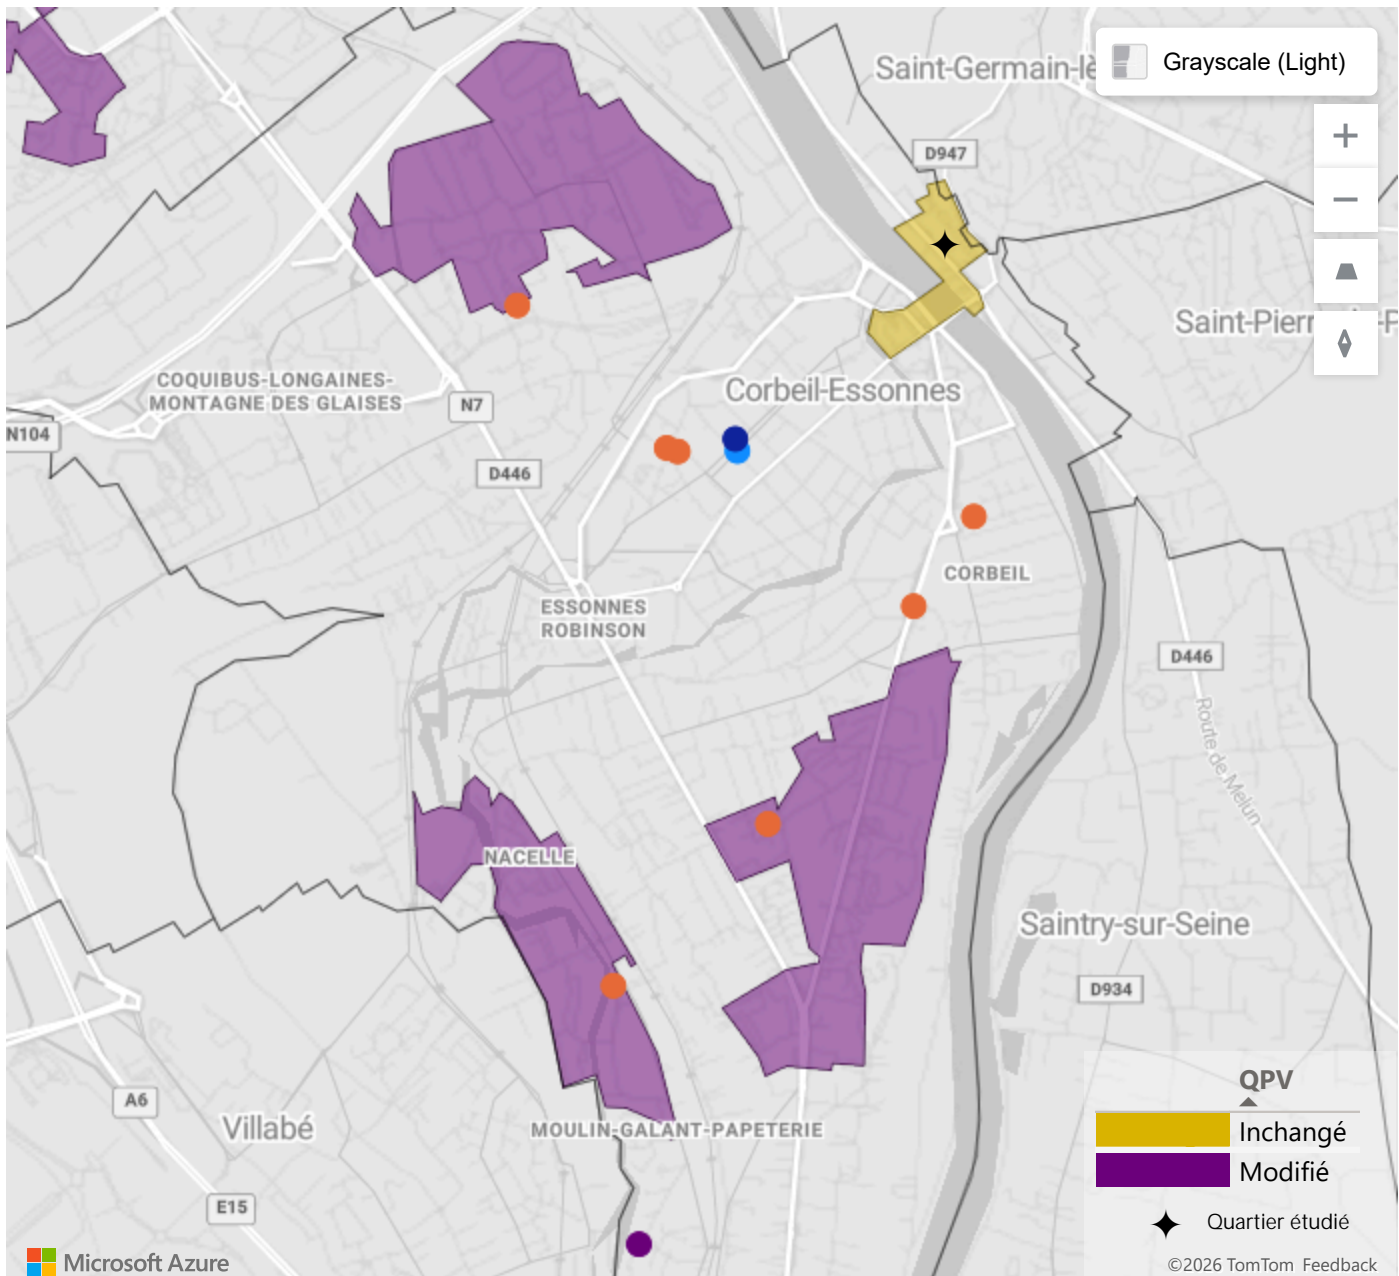 Saint-Germain-lè
Grayscale (Light)
D947
Saint-Pierr
COQUIBUS-LONGAINES-
MONTAGNE DES GLAISES
Corbeil-Essonnes
N7
N104
D446
CORBEIL
ESSONNES
ROBINSON
D446
Route de Melun
NACELLE
Saintry-sur-Seine
D934
QPV
A6
Villabé
MOULIN-GALANT-PAPETERIE
Inchangé
Modifié
E15
Quartier étudié
Microsoft Azure
©2026 TomTom Feedback